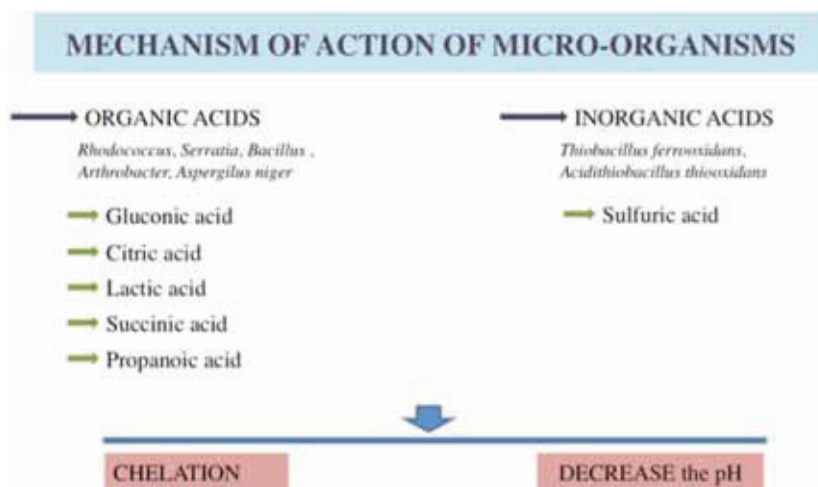 MECHANISM OF ACTION OF MICRO-ORGANISMS
ORGANIC ACIDS
Rhodococcus, Serratia, Bacillus ,
Arthrobacter, Aspergilus niger
Gluconic acid
Citric acid
Lactic acid
Succinic acid
Propanoic acid
INORGANIC ACIDS
Thiobacillus ferrooxidans,
Acidithiobacillus thiooxidans
Sulfuric acid
CHELATION
DECREASE the pH